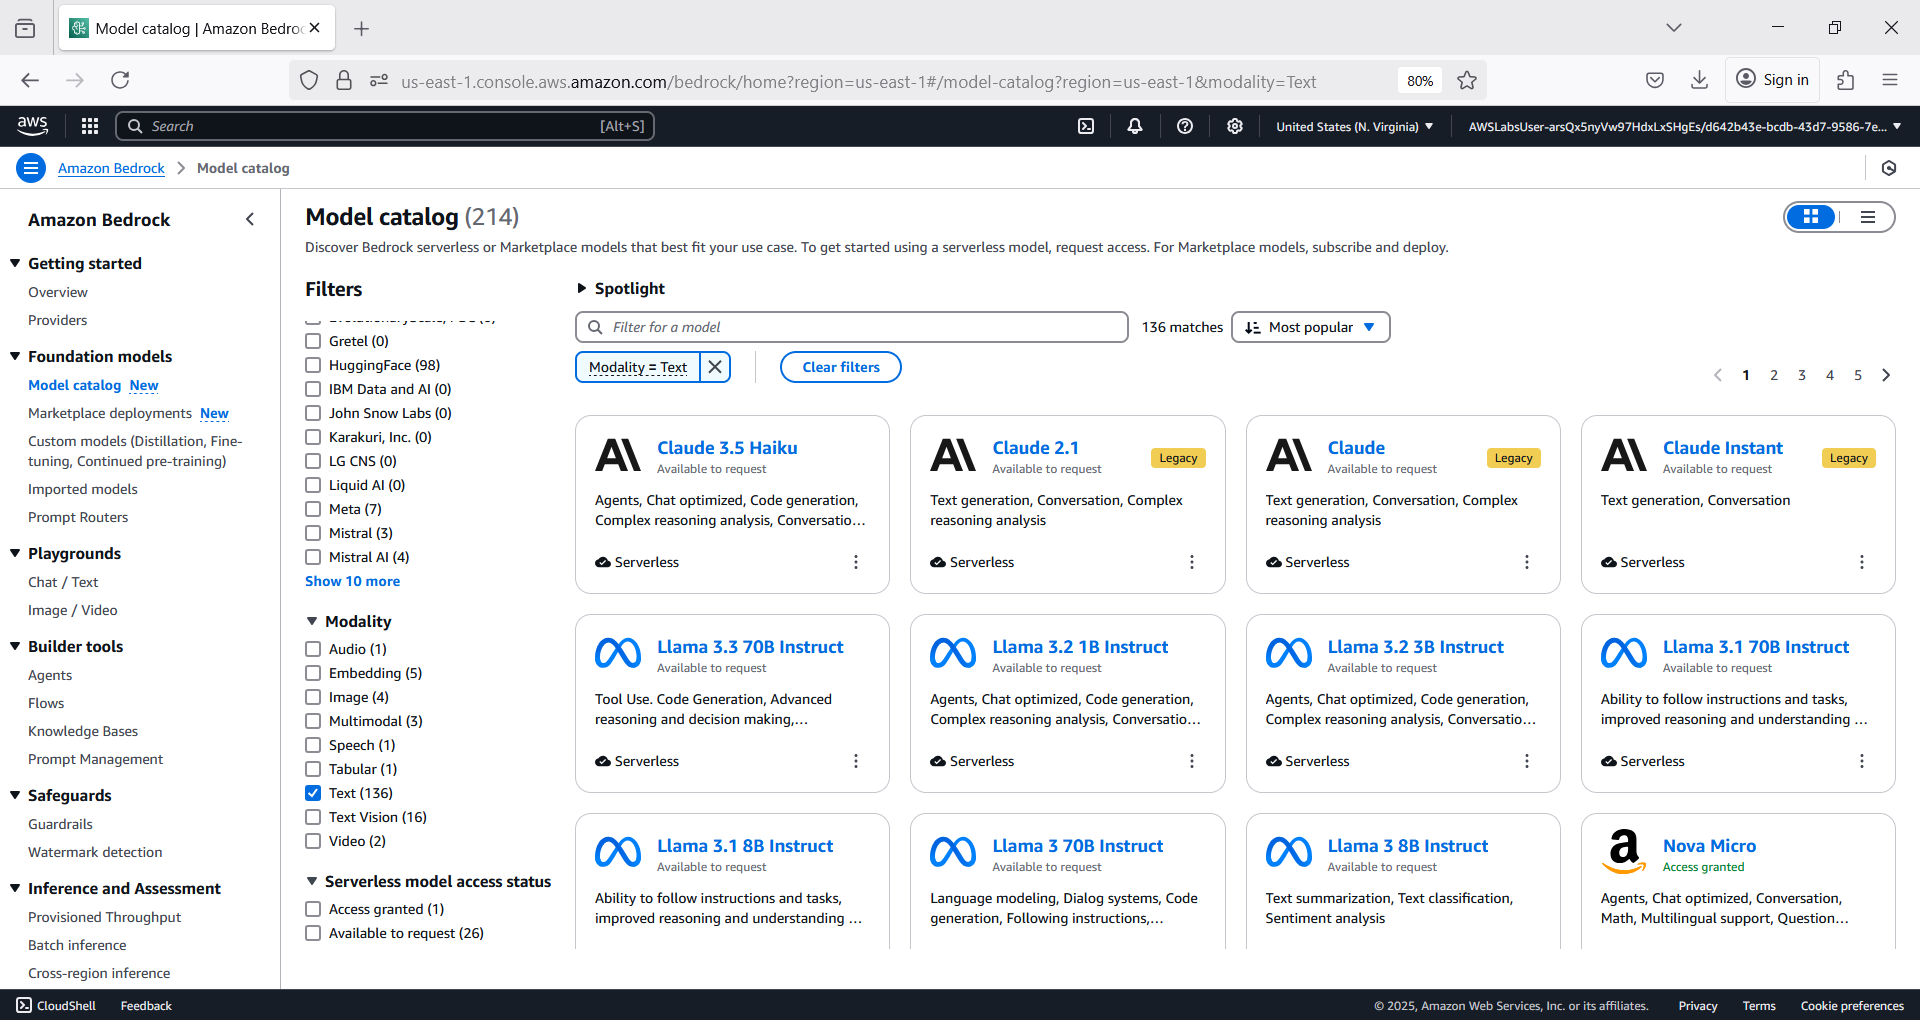 Model catalog | Amazon Bedro
us-east-1.console.aws.amazon.com/bedrock/home?region=us-east-1#/model-catalog?region=us-east-1&modality=Text
80%
Sign in
aws
Search
[Alt+S]
United States (N. Virginia)
AWSLabsUser-arsQx5nyVw97HdxLxSHgEs/d642b43e-bcdb-43d7-9586-7e...
Amazon Bedrock
Model catalog
Amazon Bedrock
Getting started
Overview
Providers
Foundation models
Model catalog New
Marketplace deployments New
Custom models (Distillation, Fine-
tuning, Continued pre-training)
Imported models
Prompt Routers
Playgrounds
Chat / Text
Image / Video
Builder tools
Agents
Flows
Knowledge Bases
Prompt Management
Safeguards
Guardrails
Watermark detection
Inference and Assessment
Provisioned Throughput
Batch inference
Cross-region inference
Model catalog (214)
Discover Bedrock serverless or Marketplace models that best fit your use case. To get started using a serverless model, request access. For Marketplace models, subscribe and deploy.
Filters
Gretel (0)
HuggingFace (98)
IBM Data and AI (0)
John Snow Labs (0)
Karakuri, Inc. (0)
LG CNS (0)
Liquid AI (0)
Meta (7)
Mistral (3)
Mistral AI (4)
Show 10 more
Modality
Audio (1)
Embedding (5)
Image (4)
Multimodal (3)
Speech (1)
Tabular (1)
Text (136)
Text Vision (16)
Video (2)
Serverless model access status
Access granted (1)
Available to request (26)
Spotlight
Filter for a model
136 matches
Most popular
Modality = Text
Clear filters
1 2 3 4 5
Claude 3.5 Haiku
Available to request
Agents, Chat optimized, Code generation,
Complex reasoning analysis, Conversatio...
Serverless
Claude 2.1
Available to request
Legacy
Text generation, Conversation, Complex
reasoning analysis
Serverless
Claude
Available to request
Legacy
Text generation, Conversation, Complex
reasoning analysis
Serverless
Claude Instant
Available to request
Legacy
Text generation, Conversation
Serverless
Llama 3.3 70B Instruct
Available to request
Tool Use. Code Generation, Advanced
reasoning and decision making,...
Serverless
Llama 3.2 1B Instruct
Available to request
Agents, Chat optimized, Code generation,
Complex reasoning analysis, Conversatio...
Serverless
Llama 3.2 3B Instruct
Available to request
Agents, Chat optimized, Code generation,
Complex reasoning analysis, Conversatio...
Serverless
Llama 3.1 70B Instruct
Available to request
Ability to follow instructions and tasks,
improved reasoning and understanding ...
Serverless
Llama 3.1 8B Instruct
Available to request
Ability to follow instructions and tasks,
improved reasoning and understanding ...
Llama 3 70B Instruct
Available to request
Language modeling, Dialog systems, Code
generation, Following instructions,...
Llama 3 8B Instruct
Available to request
Text summarization, Text classification,
Sentiment analysis
a
Nova Micro
Access granted
Agents, Chat optimized, Conversation,
Math, Multilingual support, Question...
CloudShell
Feedback
© 2025, Amazon Web Services, Inc. or its affiliates.
Privacy
Terms
Cookie preferences